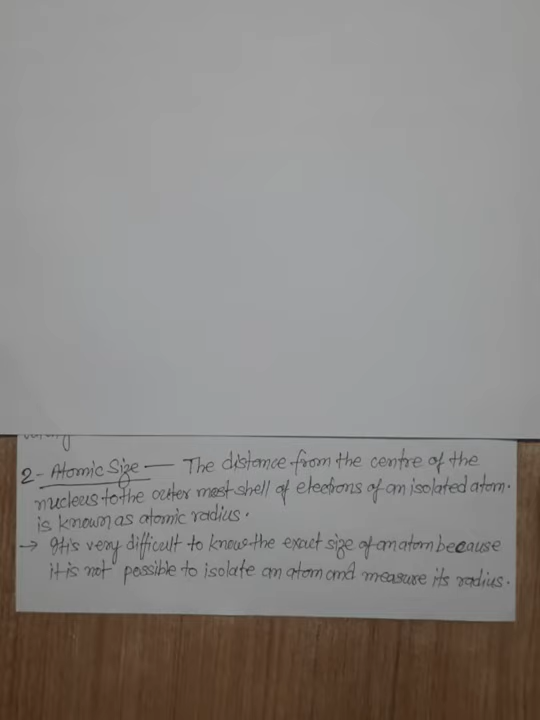 2- Atomic Size — The distance from the centre of the
nucleus to the outer most shell of electrons of an isolated atom.
is known as atomic radius.
→ It is very difficult to know the exact size of an atom because
it is not possible to isolate an atom and measure its radius.